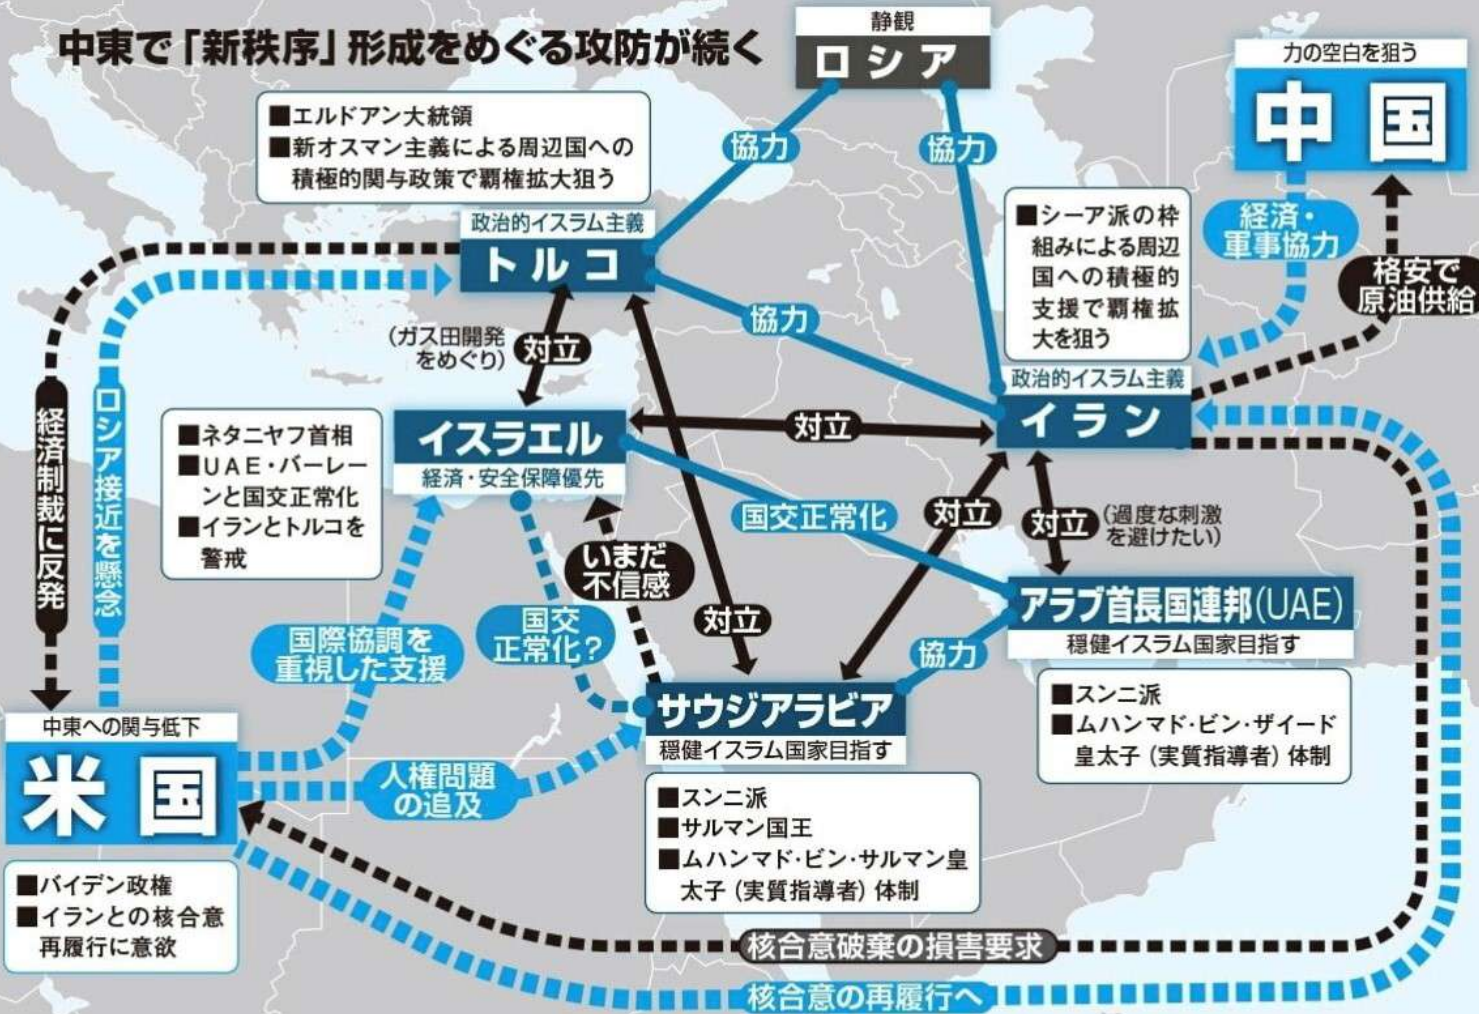 中東で「新秩序」形成をめぐる攻防が続く
静観
ロシア
力の空白を狙う
中国
■エルドアン大統領
■新オスマン主義による周辺国への
積極的関与政策で覇権拡大狙う
協力
協力
政治的イスラム主義
トルコ
■シーア派の枠
組みによる周辺
国への積極的
支援で覇権拡
大を狙う
経済・
軍事協力
格安で
原油供給
協力
(ガス田開発
をめぐり)
対立
政治的イスラム主義
イラン
経済制裁に反発
ロシア接近を懸念
■ネタニヤフ首相
■UAE・バーレー
ンと国交正常化
■イランとトルコを
警戒
イスラエル
経済・安全保障優先
対立
国交正常化
対立
対立
(過度な刺激
を避けたい)
いまだ
不信感
対立
国交
正常化?
国際協調を
重視した支援
アラブ首長国連邦(UAE)
穏健イスラム国家目指す
協力
■スンニ派
■ムハンマド・ビン・ザイード
皇太子(実質指導者)体制
サウジアラビア
穏健イスラム国家目指す
■スンニ派
■サルマン国王
■ムハンマド・ビン・サルマン皇
太子(実質指導者)体制
中東への関与低下
米国
人権問題
の追及
■バイデン政権
■イランとの核合意
再履行に意欲
核合意破棄の損害要求
核合意の再履行へ